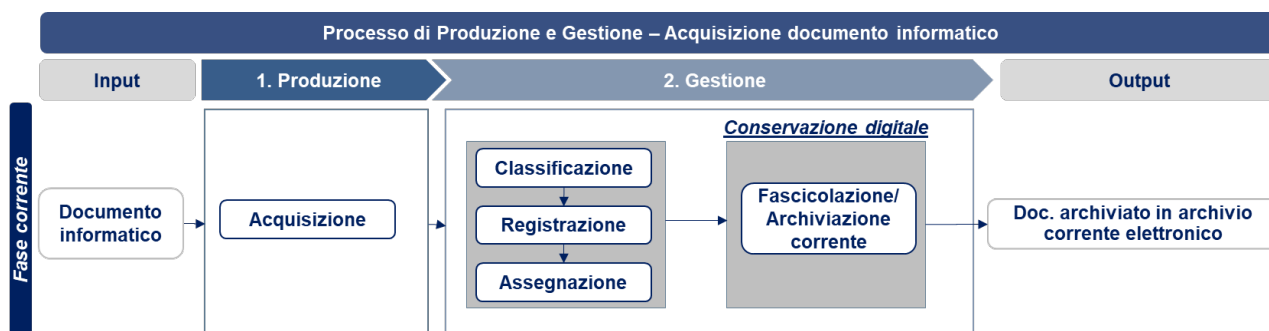 Processo di Produzione e Gestione – Acquisizione documento informatico
Input
1. Produzione
2. Gestione
Output
Fase corrente
Documento
informatico
Acquisizione
Classificazione
Registrazione
Assegnazione
Conservazione digitale
Fascicolazione/
Archiviazione
corrente
Doc. archiviato in archivio
corrente elettronico